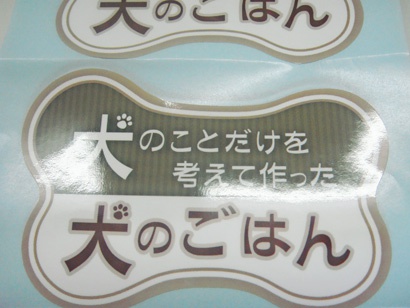 犬のごはん
犬のことだけを
考えて作った
犬のごはん